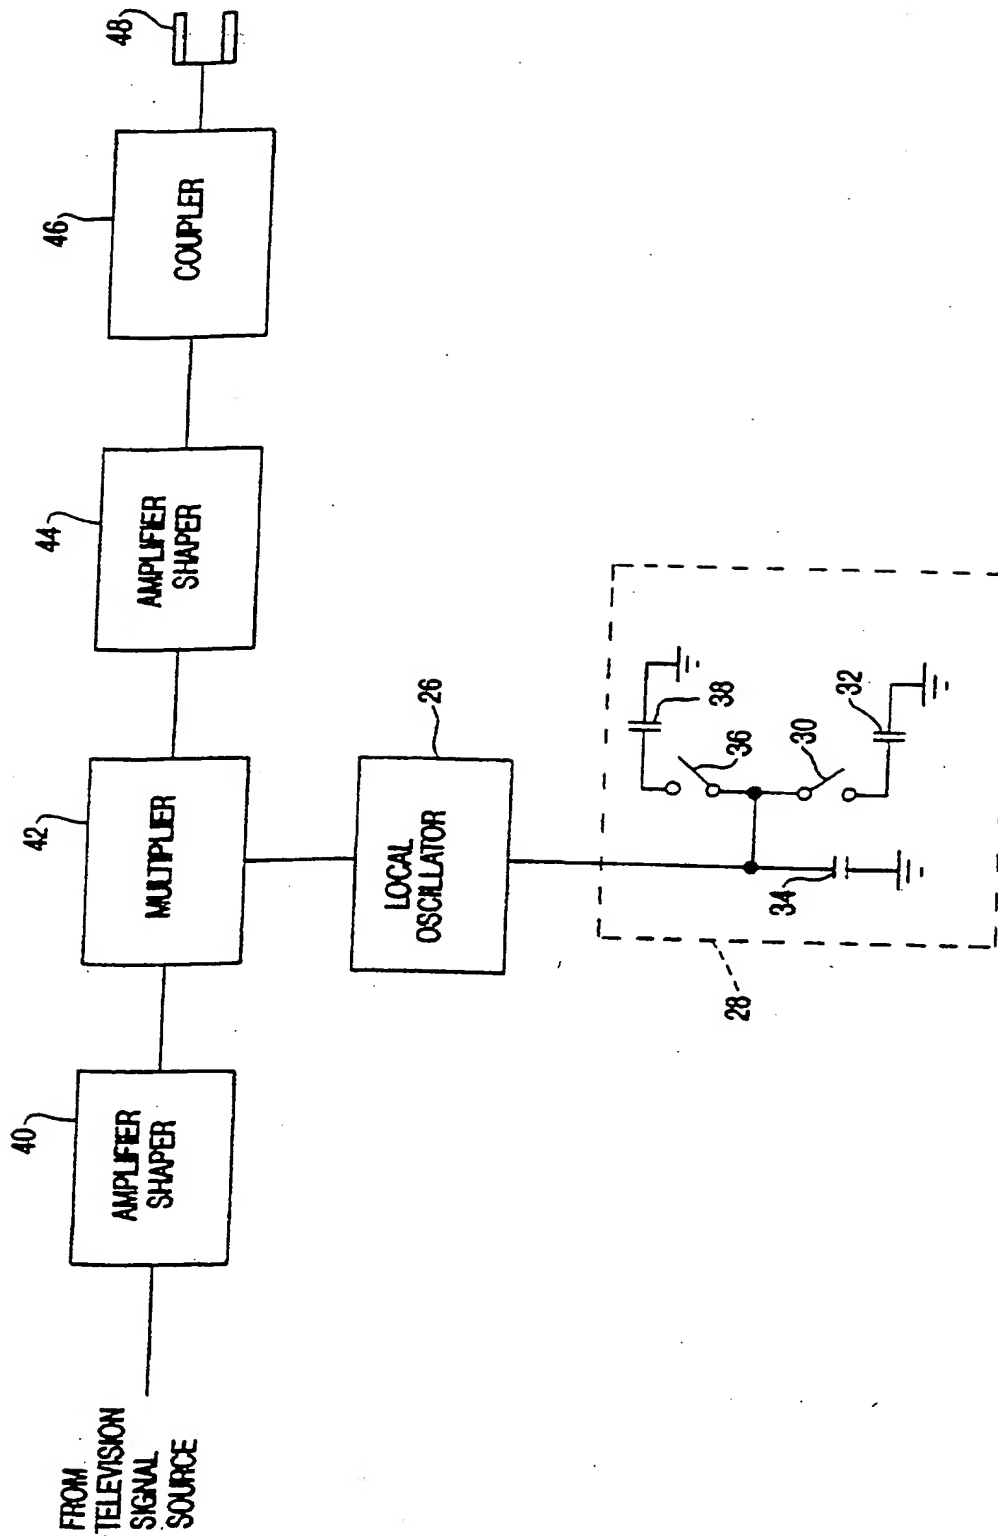 FROM
TELEVISION
SIGNAL
SOURCE
40
AMPLIFIER
SHAPER
42
MULTIPLIER
44
AMPLIFIER
SHAPER
46
COUPLER
48
26
LOCAL
OSCILLATOR
28
34
36
38
30
32